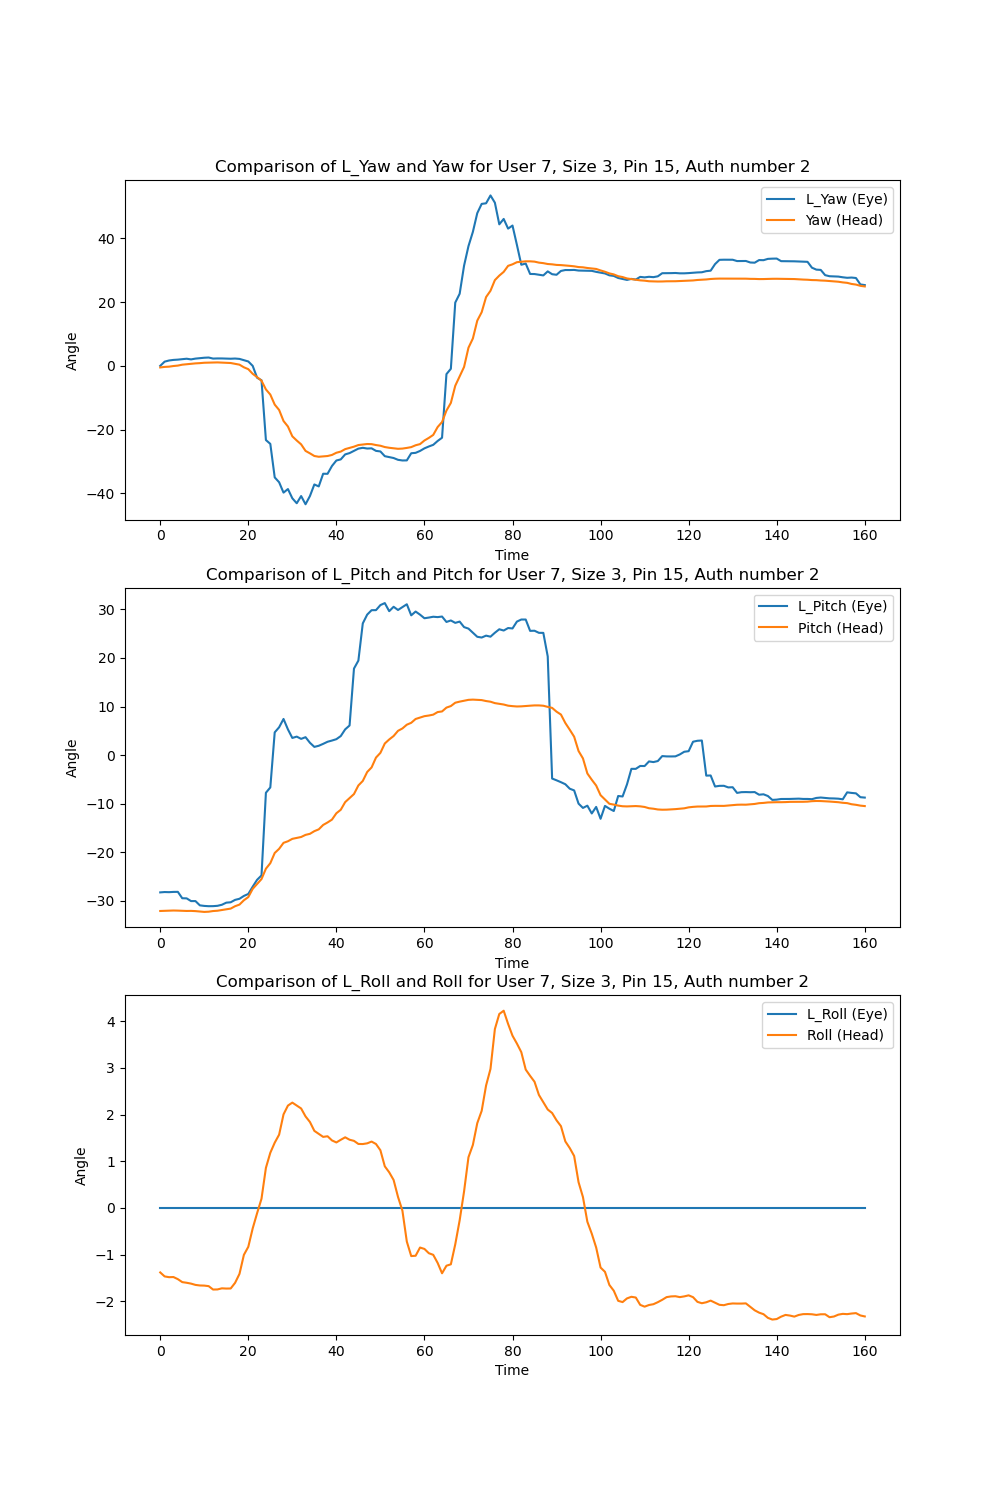 Comparison of L_Yaw and Yaw for User 7, Size 3, Pin 15, Auth number 2
L_Yaw (Eye)
Yaw (Head)
40
20
0
−20
−40
Angle
0 20 40 60 80 100 120 140 160
Time
Comparison of L_Pitch and Pitch for User 7, Size 3, Pin 15, Auth number 2
L_Pitch (Eye)
Pitch (Head)
30
20
10
0
−10
−20
−30
Angle
0 20 40 60 80 100 120 140 160
Time
Comparison of L_Roll and Roll for User 7, Size 3, Pin 15, Auth number 2
L_Roll (Eye)
Roll (Head)
4
3
2
1
0
−1
−2
Angle
0 20 40 60 80 100 120 140 160
Time